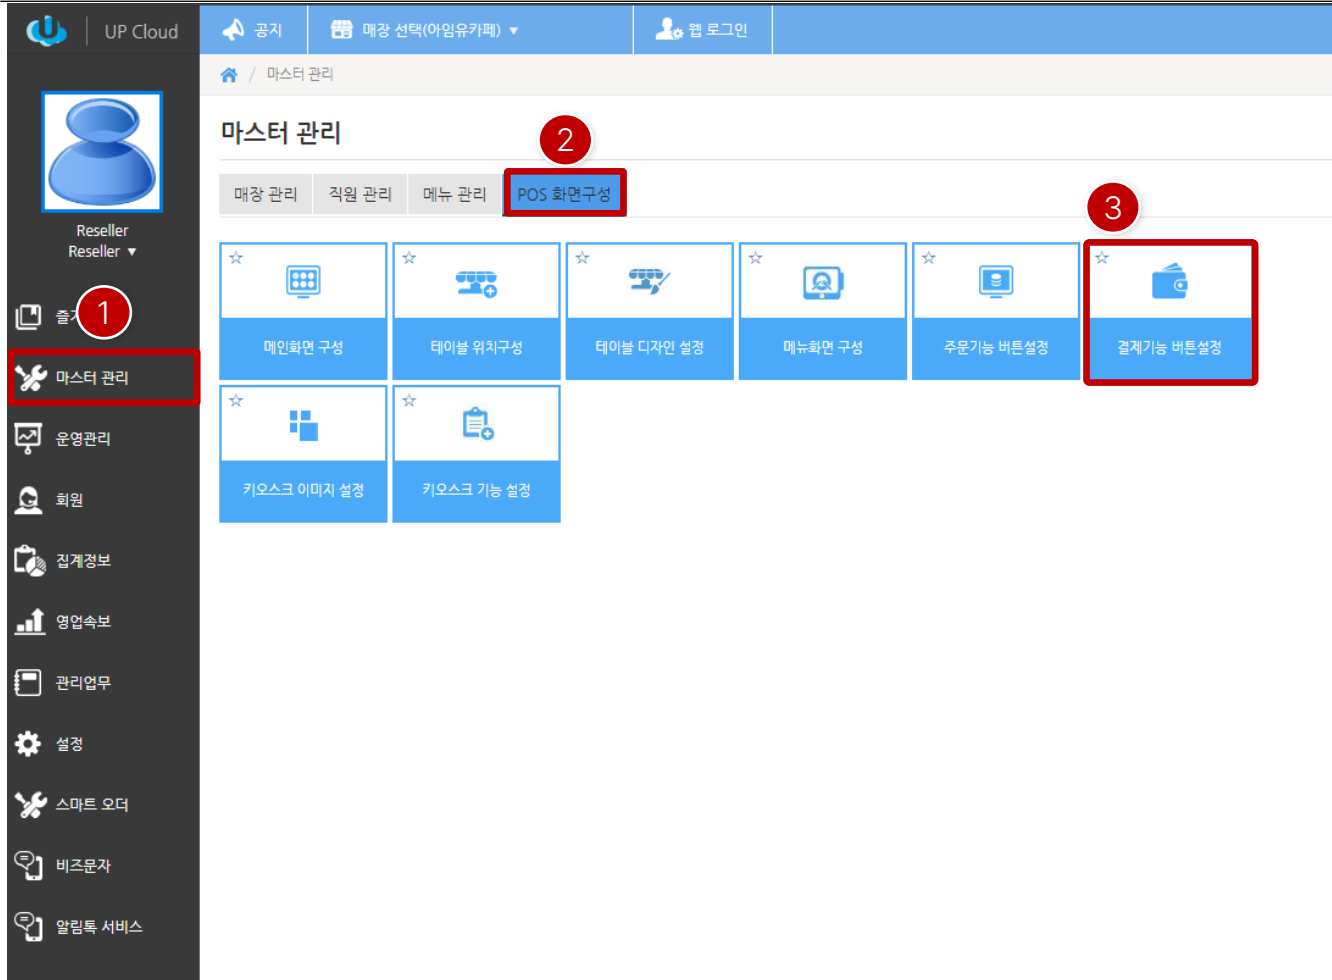 UP Cloud
공지
매장 선택(아임유카페) ▼
웹 로그인
/ 마스터 관리
Reseller
Reseller ▼
1
마스터 관리
운영관리
회원
집계정보
영업속보
관리업무
설정
스마트 오더
비즈문자
알림톡 서비스
마스터 관리
2
매장 관리
직원 관리
메뉴 관리
POS 화면구성
3
메인화면 구성
테이블 위치구성
테이블 디자인 설정
메뉴화면 구성
주문기능 버튼설정
결제기능 버튼설정
키오스크 이미지 설정
키오스크 기능 설정